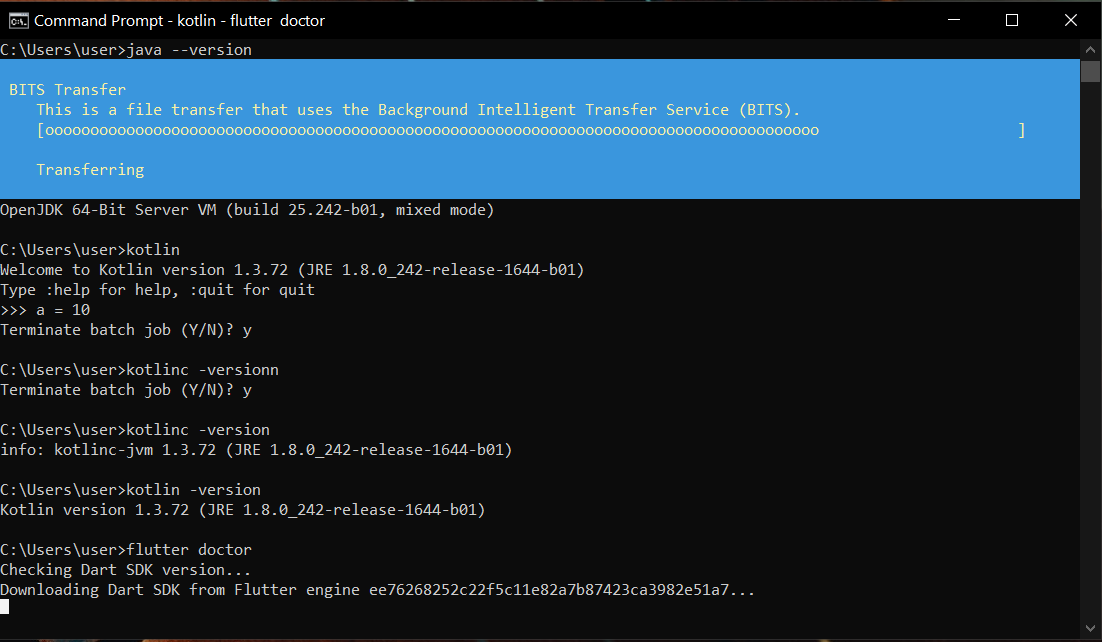 Command Prompt - kotlin - flutter  doctor
C:\Users\user>java --version
BITS Transfer
This is a file transfer that uses the Background Intelligent Transfer Service (BITS).
[oooooooooooooooooooooooooooooooooooooooooooooooooooooooooooooooooooooooooooooooooooooo                      ]
Transferring
OpenJDK 64-Bit Server VM (build 25.242-b01, mixed mode)
C:\Users\user>kotlin
Welcome to Kotlin version 1.3.72 (JRE 1.8.0_242-release-1644-b01)
Type :help for help, :quit for quit
>>> a = 10
Terminate batch job (Y/N)? y
C:\Users\user>kotlinc -versionn
Terminate batch job (Y/N)? y
C:\Users\user>kotlinc -version
info: kotlinc-jvm 1.3.72 (JRE 1.8.0_242-release-1644-b01)
C:\Users\user>kotlin -version
Kotlin version 1.3.72 (JRE 1.8.0_242-release-1644-b01)
C:\Users\user>flutter doctor
Checking Dart SDK version...
Downloading Dart SDK from Flutter engine ee76268252c22f5c11e82a7b87423ca3982e51a7...